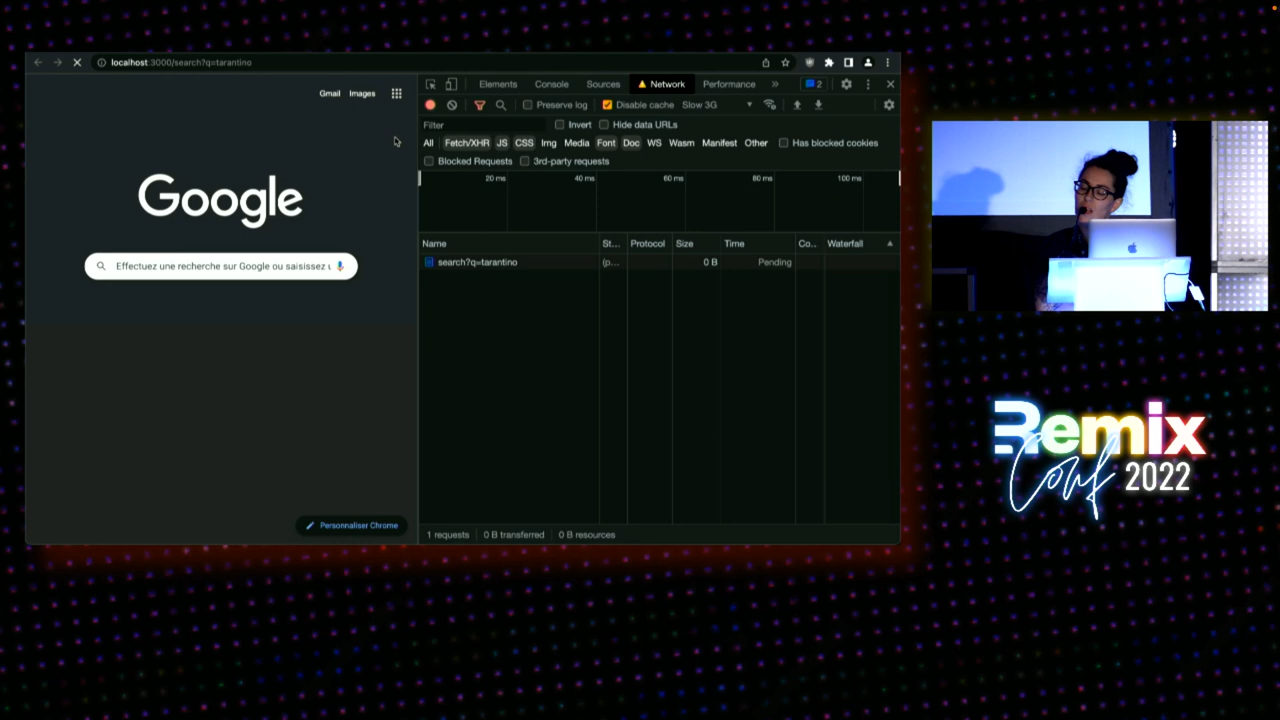 localhost:3000/search?q=tarantino
Gmail Images
Google
Effectuez une recherche sur Google ou saisissez u
Personnaliser Chrome
Elements Console Sources Network Performance » 2
Preserve log Disable cache Slow 3G
Filter Invert Hide data URLs
All Fetch/XHR JS CSS Img Media Font Doc WS Wasm Manifest Other Has blocked cookies
Blocked Requests 3rd-party requests
20 ms 40 ms 60 ms 80 ms 100 ms
Name St... Protocol Size Time Co... Waterfall
search?q=tarantino (p... 0 B Pending
1 requests 0 B transferred 0 B resources
Remix
Conf 2022